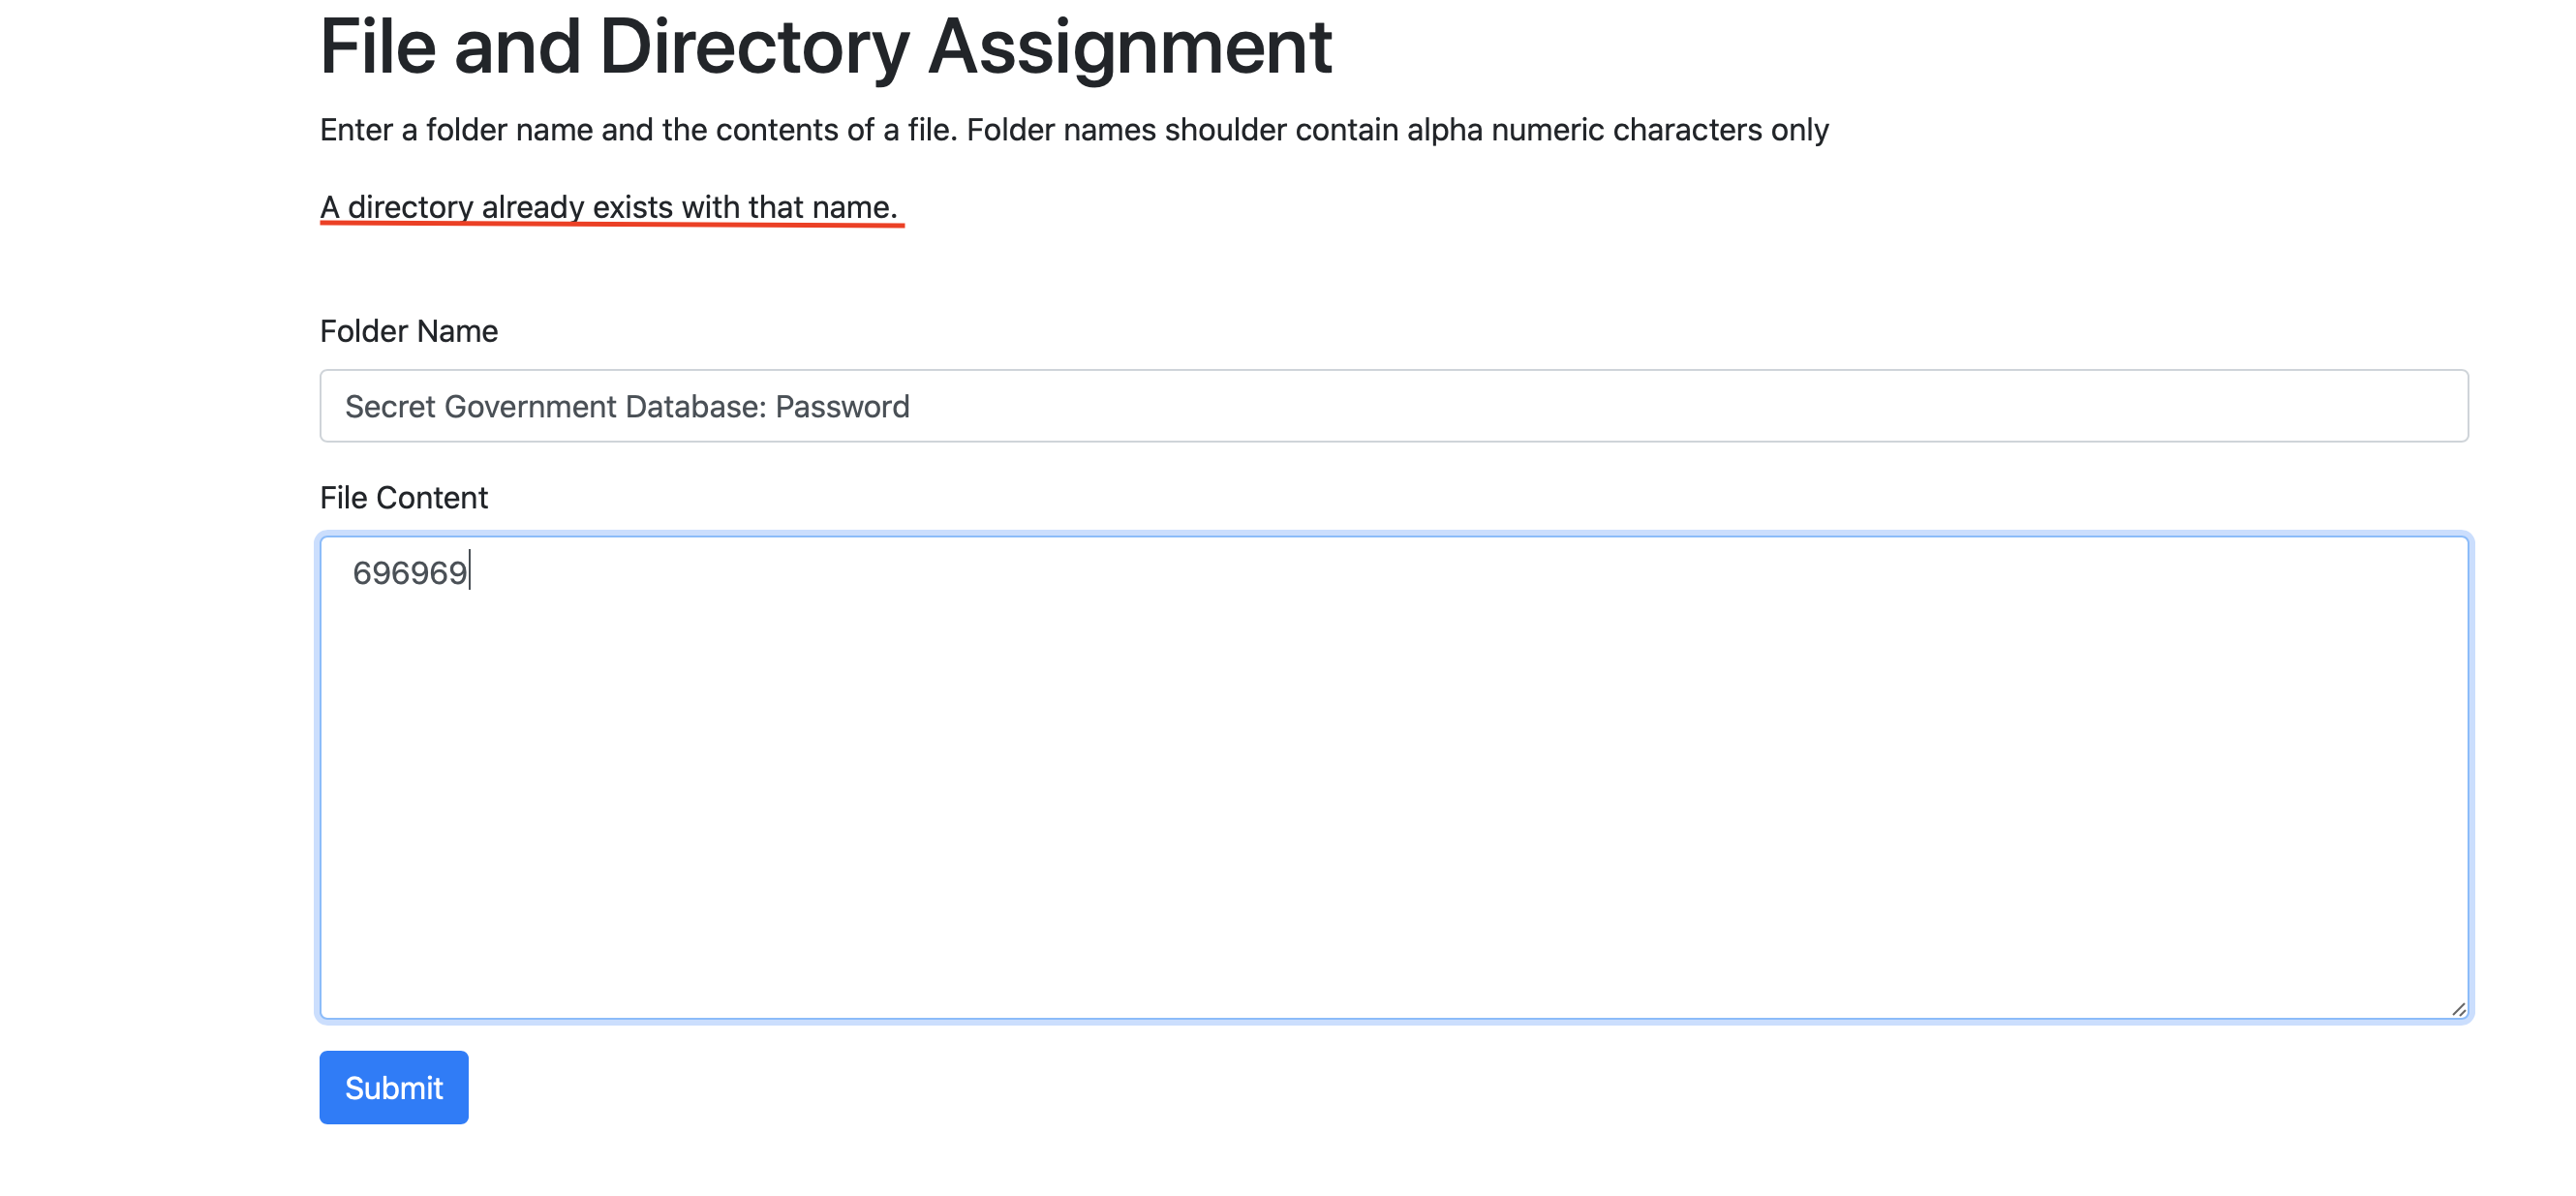 File and Directory Assignment
Enter a folder name and the contents of a file. Folder names shoulder contain alpha numeric characters only
A directory already exists with that name.
Folder Name
Secret Government Database: Password
File Content
696969
Submit